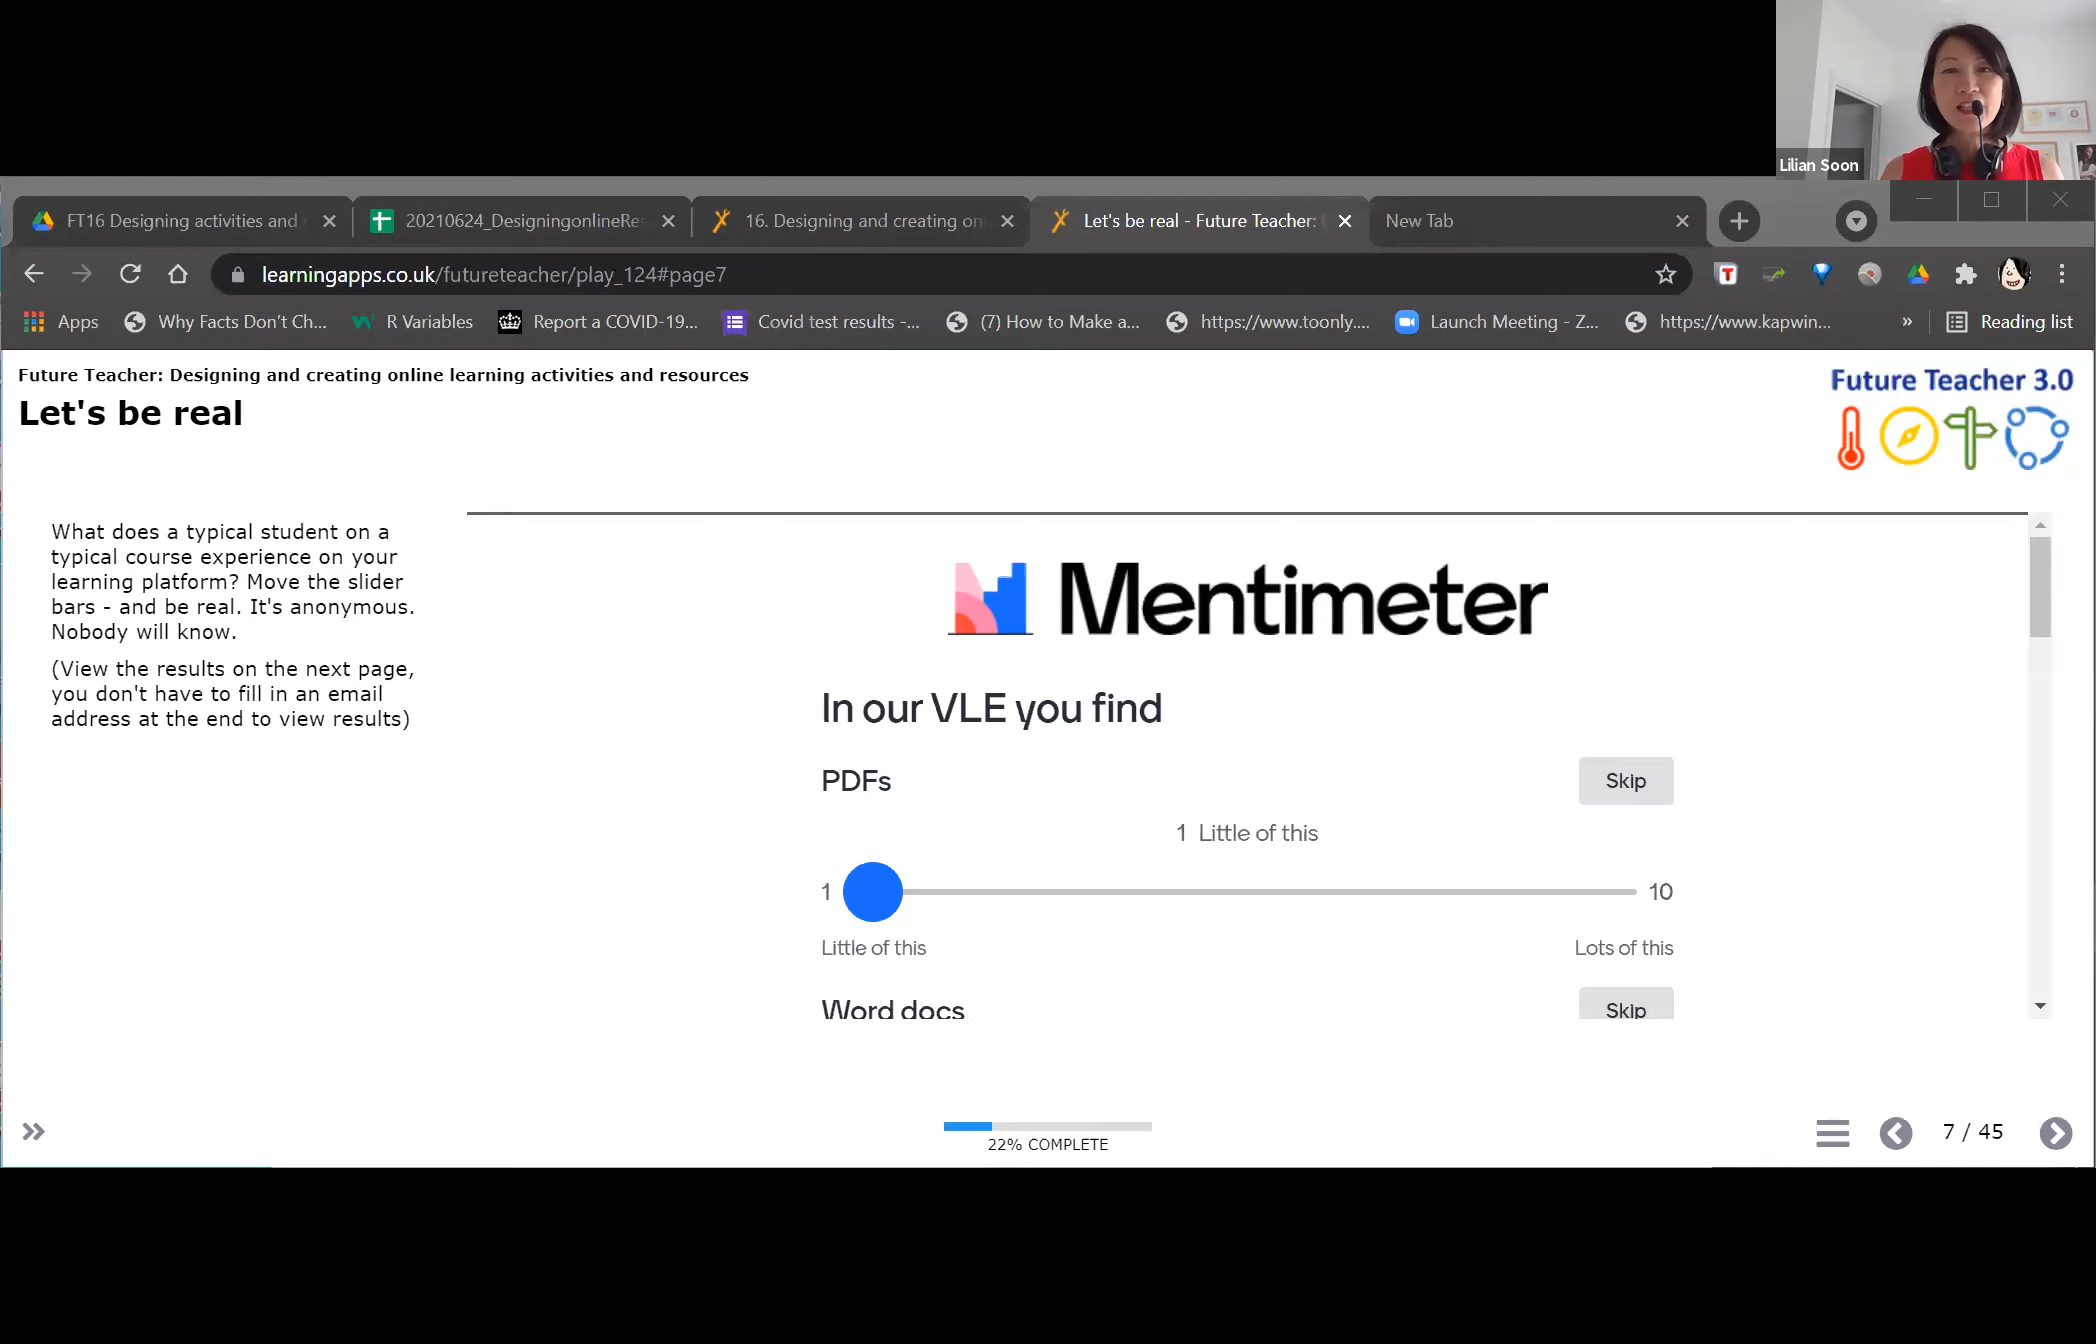 Lilian Soon
FT16 Designing activities and
20210624_DesigningonlineRes
16. Designing and creating on
Let's be real - Future Teacher:
New Tab
learningapps.co.uk/futureteacher/play_124#page7
Apps
Why Facts Don't Ch...
R Variables
Report a COVID-19...
Covid test results -...
(7) How to Make a...
https://www.toonly....
Launch Meeting - Z...
https://www.kapwin...
»
Reading list
Future Teacher: Designing and creating online learning activities and resources
Let's be real
Future Teacher 3.0
What does a typical student on a
typical course experience on your
learning platform? Move the slider
bars - and be real. It's anonymous.
Nobody will know.
(View the results on the next page,
you don't have to fill in an email
address at the end to view results)
Mentimeter
In our VLE you find
PDFs
Skip
1 Little of this
1
10
Little of this
Lots of this
Word docs
Skip
22% COMPLETE
7 / 45